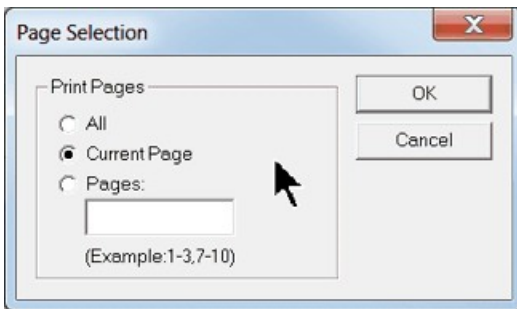 Page Selection
X
Print Pages
All
Current Page
Pages:
(Example:1-3,7-10)
OK
Cancel